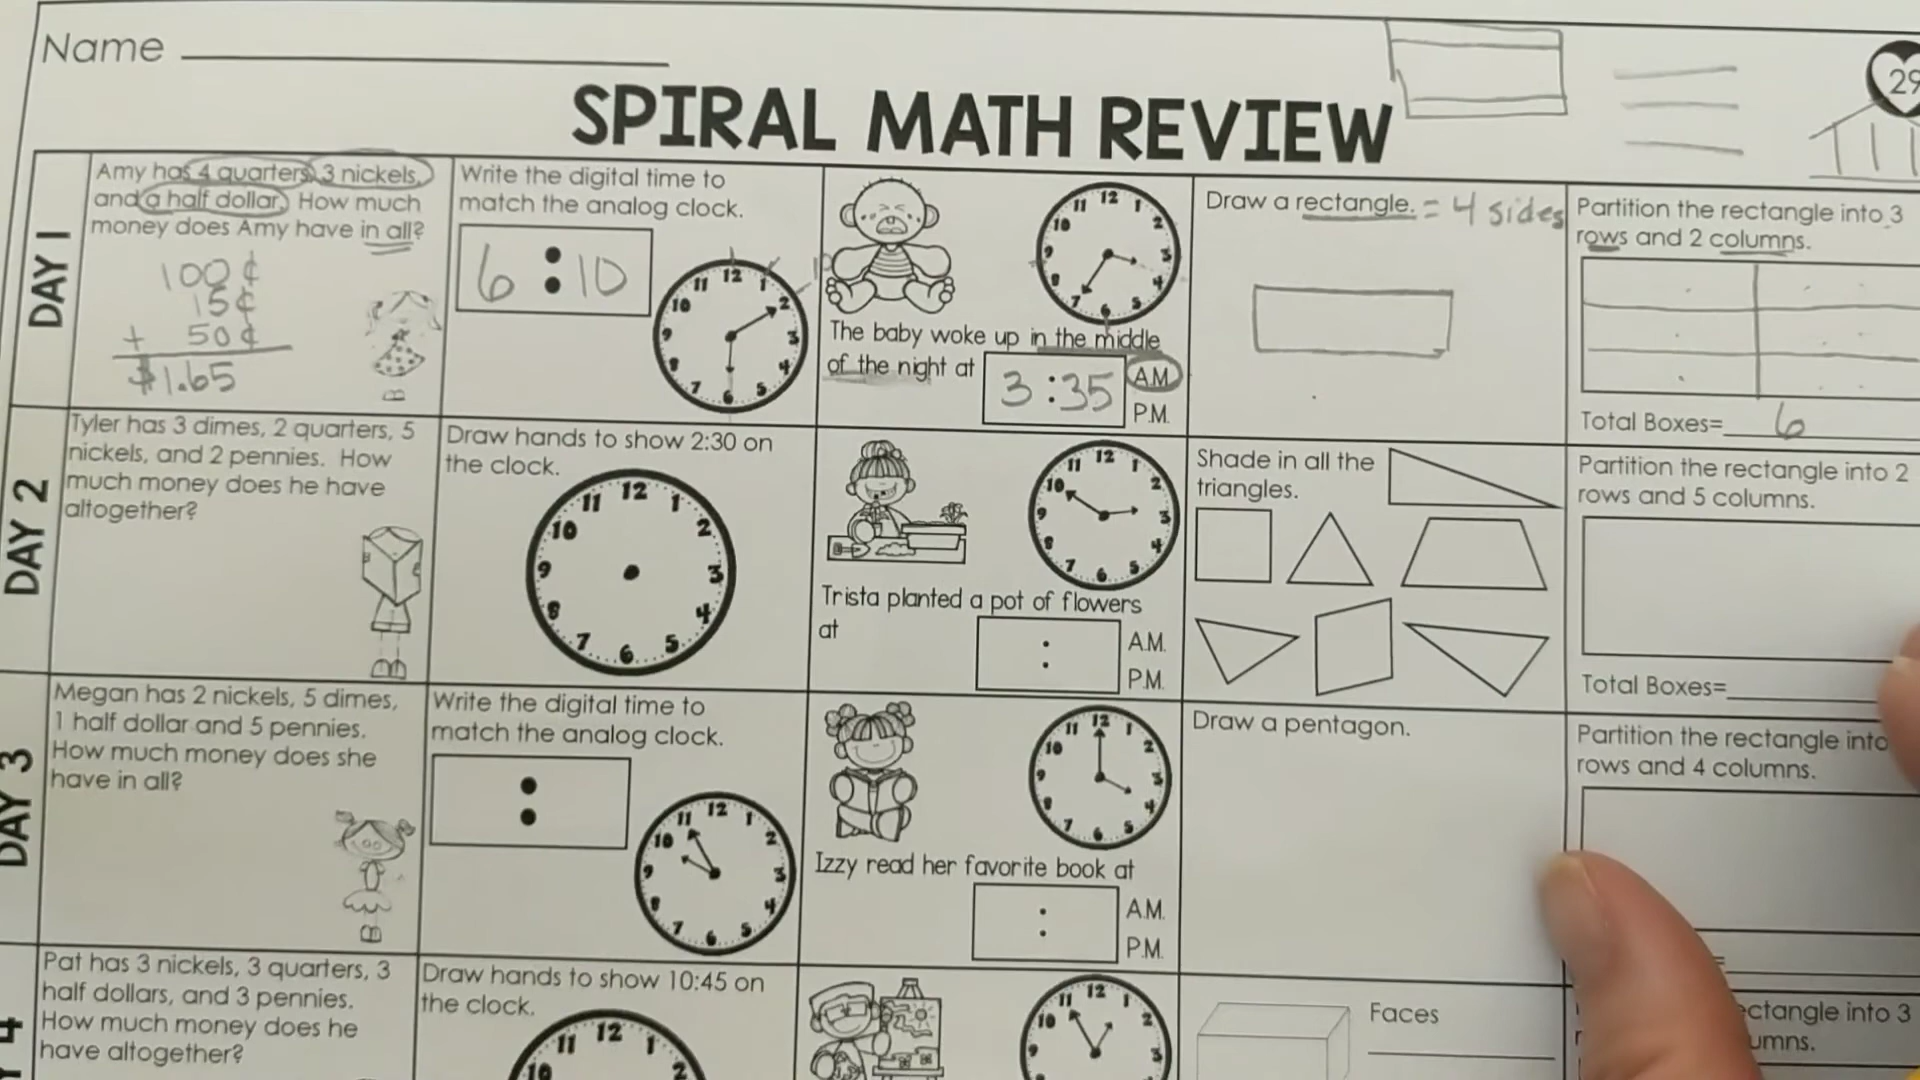 Name
29
SPIRAL MATH REVIEW
DAY 1
Amy has 4 quarters, 3 nickels,
and a half dollar. How much
money does Amy have in all?
100¢
15¢
+ 50¢
$1.65
Write the digital time to
match the analog clock.
6 : 10
The baby woke up in the middle
of the night at 3 : 35 A.M.
P.M.
Draw a rectangle. = 4 sides
Partition the rectangle into 3
rows and 2 columns.
Total Boxes= 6
DAY 2
Tyler has 3 dimes, 2 quarters, 5
nickels, and 2 pennies. How
much money does he have
altogether?
Draw hands to show 2:30 on
the clock.
Trista planted a pot of flowers
at : A.M.
P.M.
Shade in all the
triangles.
Partition the rectangle into 2
rows and 5 columns.
Total Boxes=
DAY 3
Megan has 2 nickels, 5 dimes,
1 half dollar and 5 pennies.
How much money does she
have in all?
Write the digital time to
match the analog clock.
:
Izzy read her favorite book at
: A.M.
P.M.
Draw a pentagon.
Partition the rectangle into
rows and 4 columns.
=
4
Pat has 3 nickels, 3 quarters, 3
half dollars, and 3 pennies.
How much money does he
have altogether?
Draw hands to show 10:45 on
the clock.
Faces
ectangle into 3
umns.